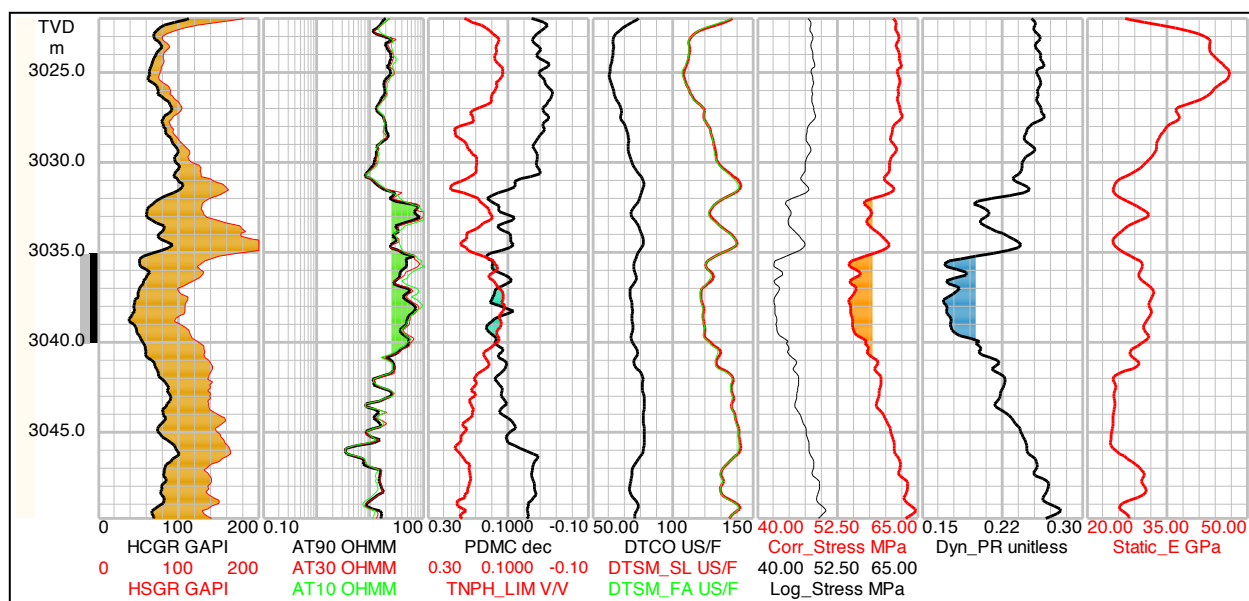 TVD
m
3025.0
3030.0
3035.0
3040.0
3045.0
0 100 200 0.10 100 0.30 0.1000 -0.10 50.00 100 150 40.00 52.50 65.00 0.15 0.22 0.30 20.00 35.00 50.00
HCGR GAPI AT90 OHMM PDMC dec DTCO US/F Corr_Stress MPa Dyn_PR unitless Static_E GPa
0 100 200 AT30 OHMM 0.30 0.1000 -0.10 DTSM_SL US/F 40.00 52.50 65.00
HSGR GAPI AT10 OHMM TNPH_LIM V/V DTSM_FA US/F Log_Stress MPa